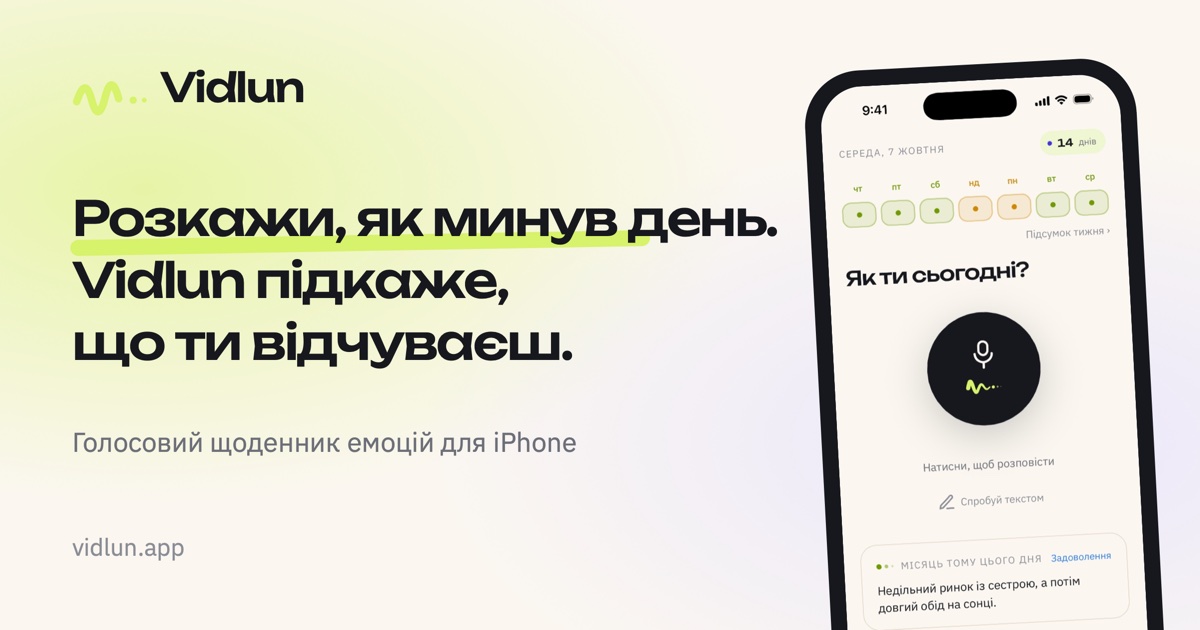 Vidlun
Розкажи, як минув день.
Vidlun підкаже,
що ти відчуваєш.
Голосовий щоденник емоцій для iPhone
vidlun.app
9:41
СЕРЕДА, 7 ЖОВТНЯ
14 днів
чт пт сб нд пн вт ср
Підсумок тижня ›
Як ти сьогодні?
Натисни, щоб розповісти
Спробуй текстом
МІСЯЦЬ ТОМУ ЦЬОГО ДНЯ Задоволення
Недільний ринок із сестрою, а потім
довгий обід на сонці.